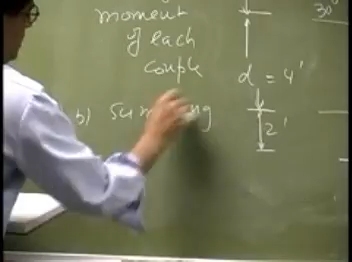 moment
of each
couple
d = 4'
b) Summing
2'
30°